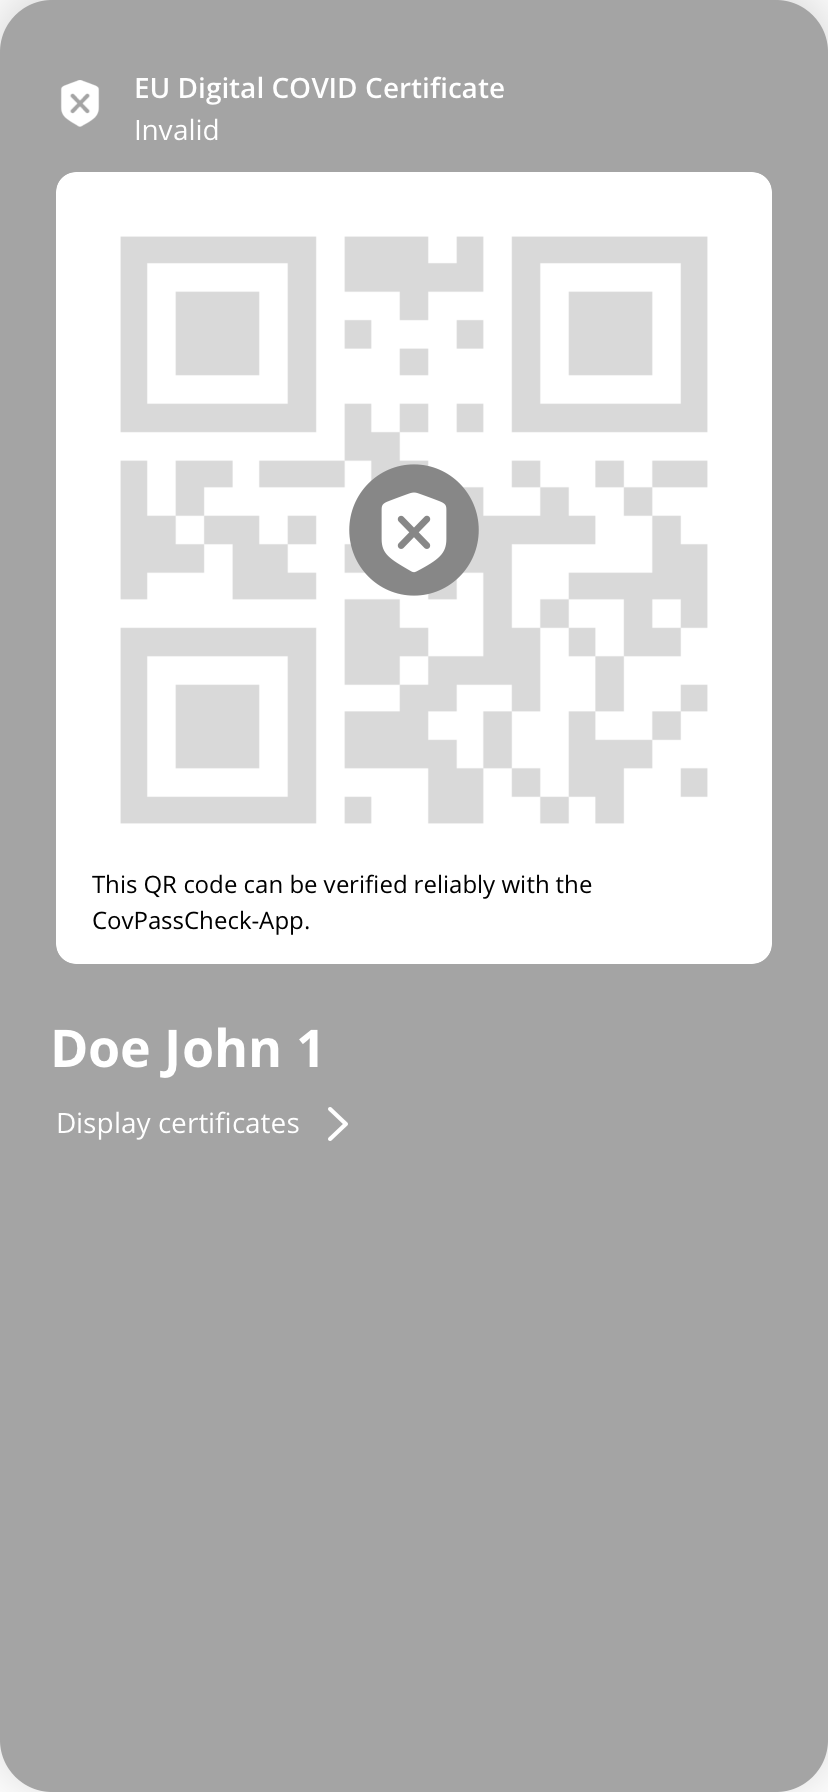 EU Digital COVID Certificate
Invalid
This QR code can be verified reliably with the
CovPassCheck-App.
Doe John 1
Display certificates